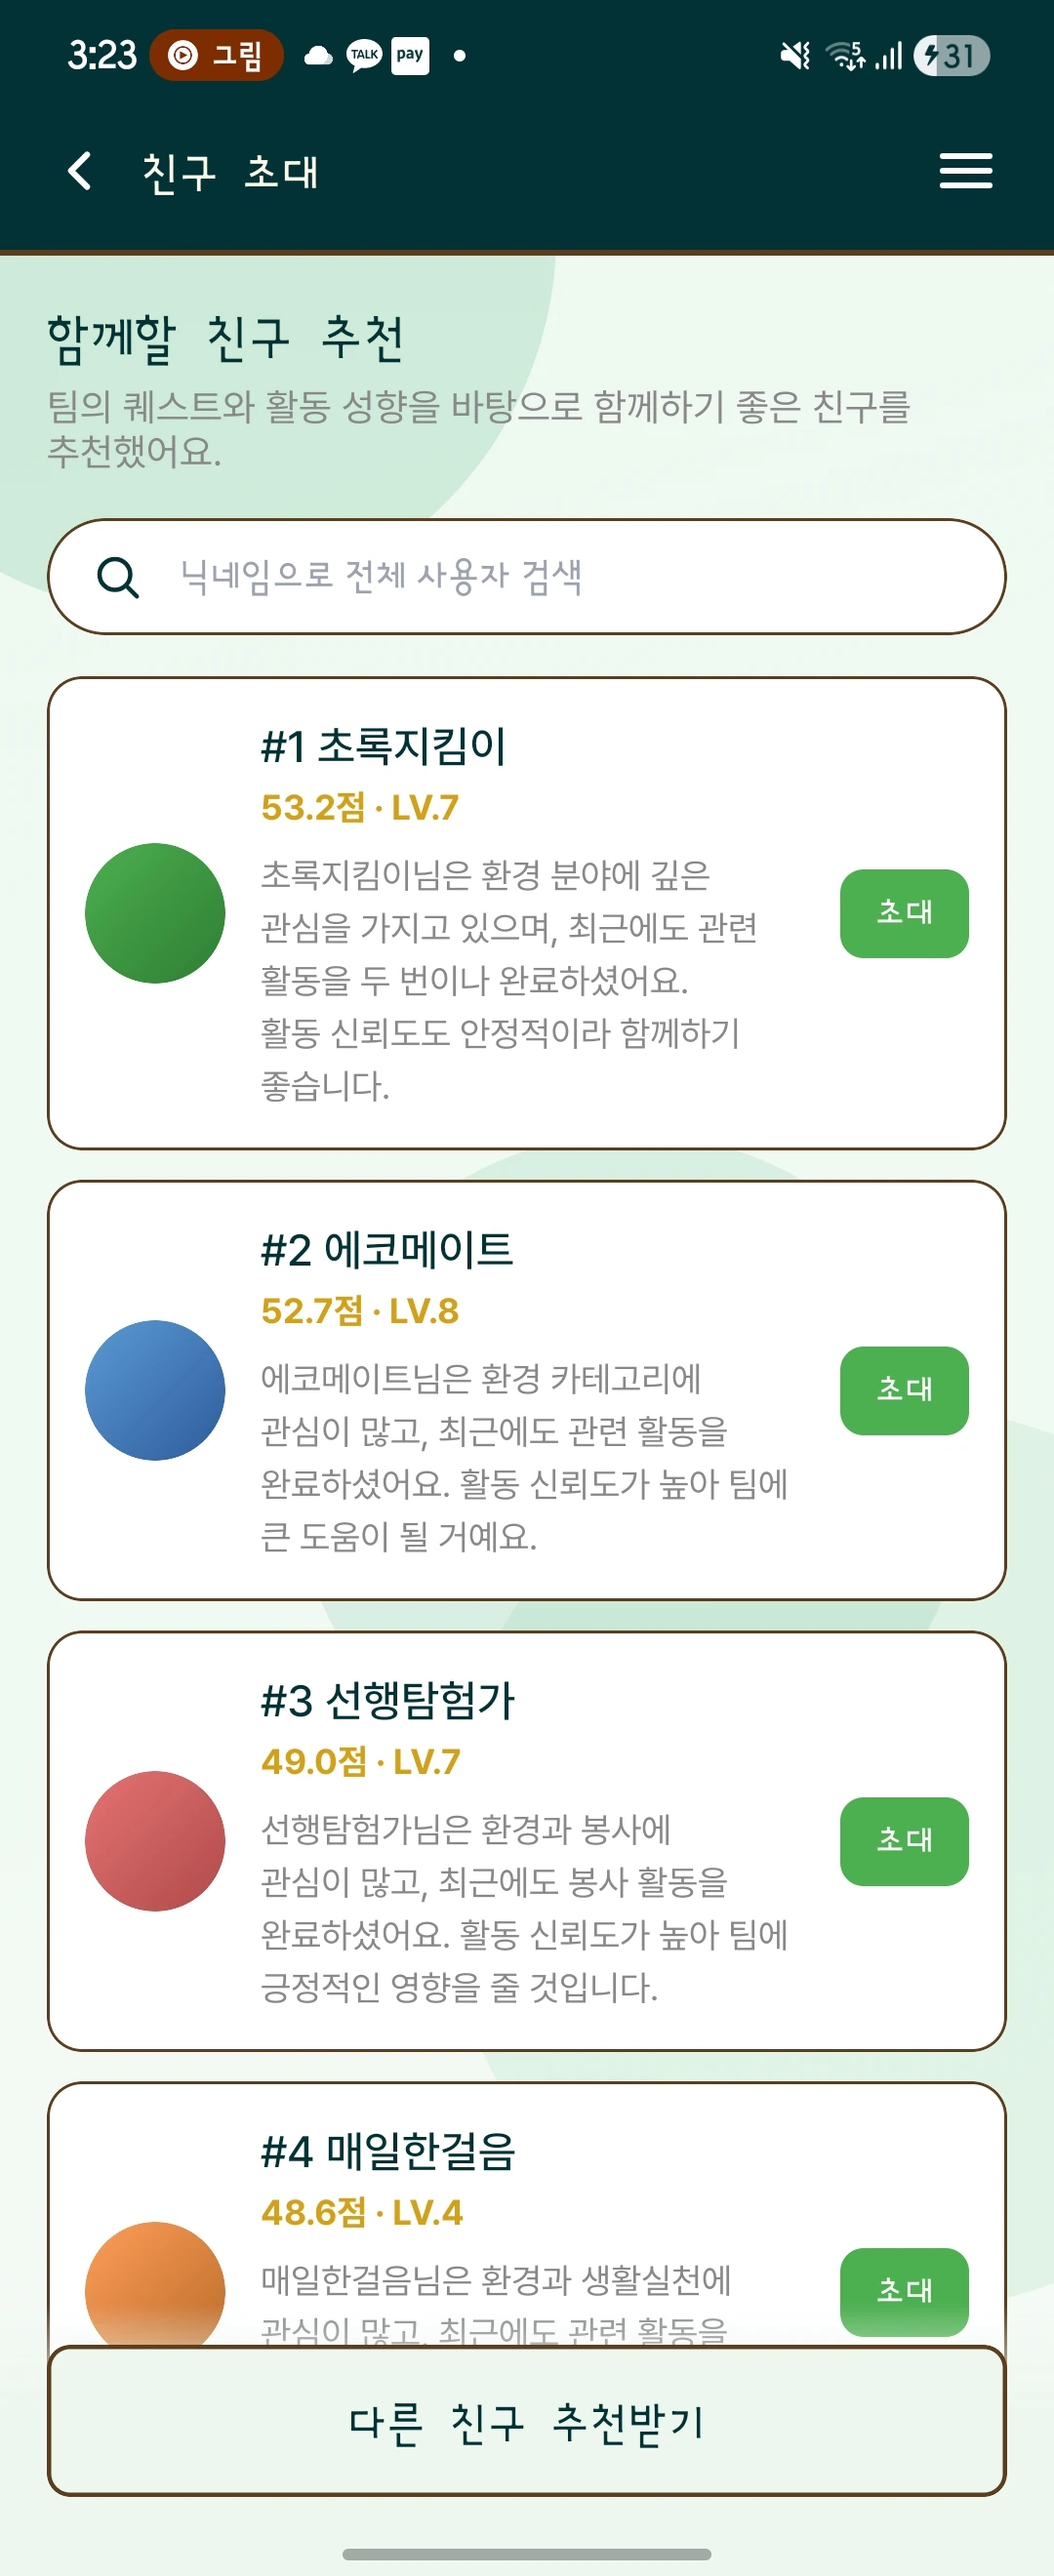 3:23 그림 TALK pay 5 31
친구 초대
함께할 친구 추천
팀의 퀘스트와 활동 성향을 바탕으로 함께하기 좋은 친구를
추천했어요.
닉네임으로 전체 사용자 검색
#1 초록지킴이
53.2점 · LV.7
초록지킴이님은 환경 분야에 깊은
관심을 가지고 있으며, 최근에도 관련
활동을 두 번이나 완료하셨어요.
활동 신뢰도도 안정적이라 함께하기
좋습니다.
초대
#2 에코메이트
52.7점 · LV.8
에코메이트님은 환경 카테고리에
관심이 많고, 최근에도 관련 활동을
완료하셨어요. 활동 신뢰도가 높아 팀에
큰 도움이 될 거예요.
초대
#3 선행탐험가
49.0점 · LV.7
선행탐험가님은 환경과 봉사에
관심이 많고, 최근에도 봉사 활동을
완료하셨어요. 활동 신뢰도가 높아 팀에
긍정적인 영향을 줄 것입니다.
초대
#4 매일한걸음
48.6점 · LV.4
매일한걸음님은 환경과 생활실천에
관심이 많고, 최근에도 관련 활동을
초대
다른 친구 추천받기